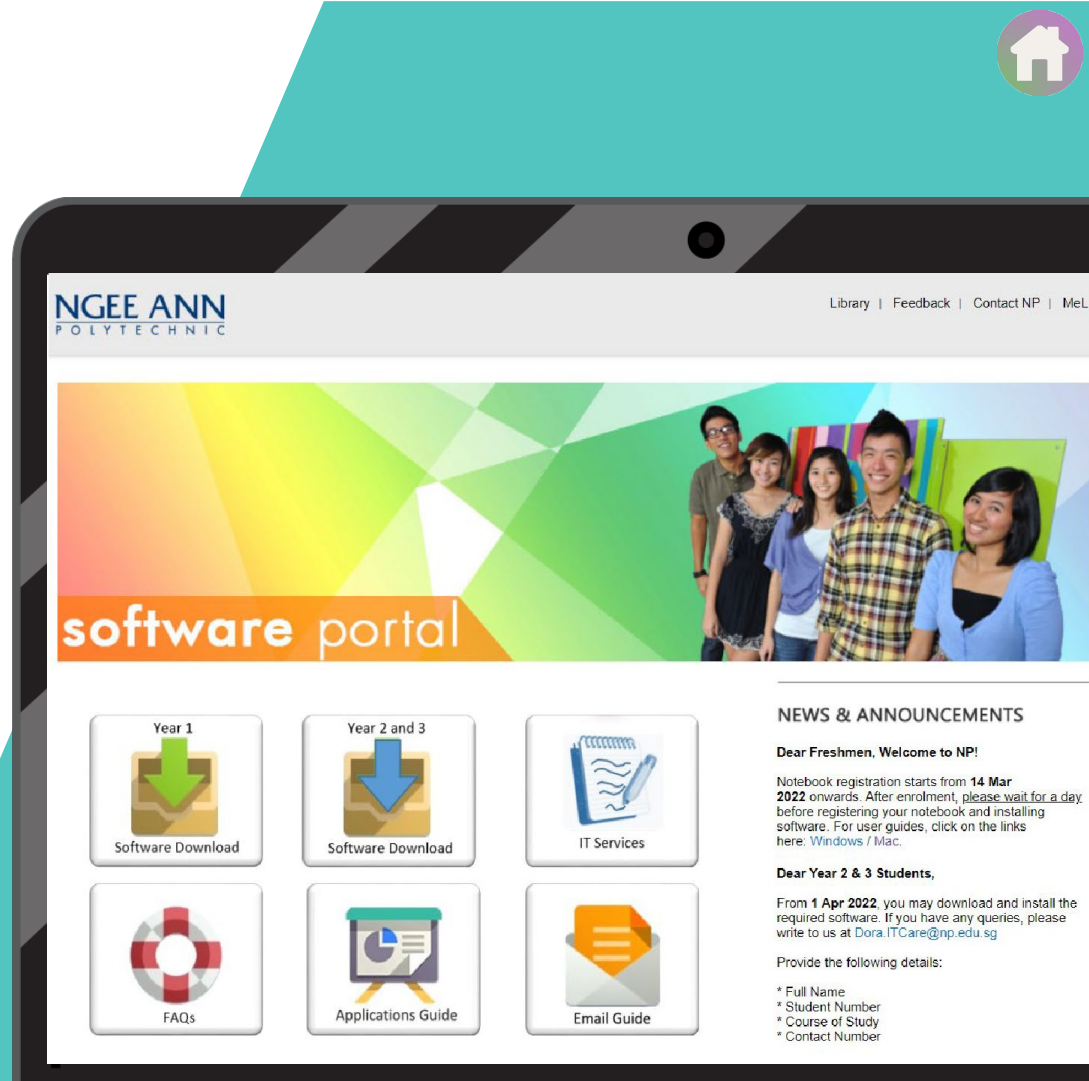 NGEE ANN
POLYTECHNIC
Library | Feedback | Contact NP | MeL
software portal
Year 1
Software Download
Year 2 and 3
Software Download
IT Services
FAQs
Applications Guide
Email Guide
NEWS & ANNOUNCEMENTS
Dear Freshmen, Welcome to NP!
Notebook registration starts from 14 Mar
2022 onwards. After enrolment, please wait for a day
before registering your notebook and installing
software. For user guides, click on the links
here: Windows / Mac.
Dear Year 2 & 3 Students,
From 1 Apr 2022, you may download and install the
required software. If you have any queries, please
write to us at Dora.ITCare@np.edu.sg
Provide the following details:
* Full Name
* Student Number
* Course of Study
* Contact Number